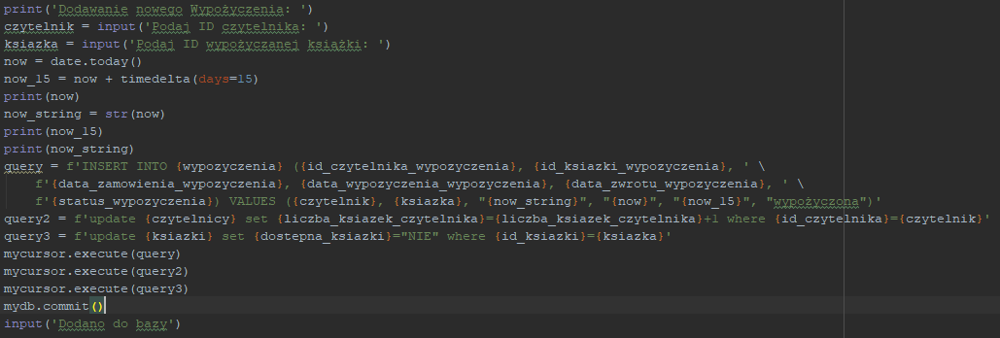 print('Dodawanie nowego Wypożyczenia: ')
czytelnik = input('Podaj ID czytelnika: ')
ksiazka = input('Podaj ID wypożyczanej książki: ')
now = date.today()
now_15 = now + timedelta(days=15)
print(now)
now_string = str(now)
print(now_15)
print(now_string)
query = f'INSERT INTO {wypozyczenia} ({id_czytelnika_wypozyczenia}, {id_ksiazki_wypozyczenia}, ' \
    f'{data_zamowienia_wypozyczenia}, {data_wypozyczenia_wypozyczenia}, {data_zwrotu_wypozyczenia}, ' \
    f'{status_wypozyczenia}) VALUES ({czytelnik}, {ksiazka}, "{now_string}", "{now}", "{now_15}", "wypożyczona")'
query2 = f'update {czytelnicy} set {liczba_ksiazek_czytelnika}={liczba_ksiazek_czytelnika}+1 where {id_czytelnika}={czytelnik}'
query3 = f'update {ksiazki} set {dostepna_ksiazki}="NIE" where {id_ksiazki}={ksiazka}'
mycursor.execute(query)
mycursor.execute(query2)
mycursor.execute(query3)
mydb.commit()
input('Dodano do bazy')